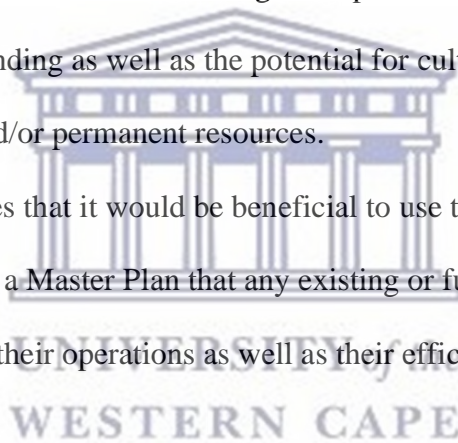 nding as well as the potential for cul
d/or permanent resources.
es that it would be beneficial to use t
a Master Plan that any existing or fu
their operations as well as their effic
UNIVERSITY of the
WESTERN CAPE